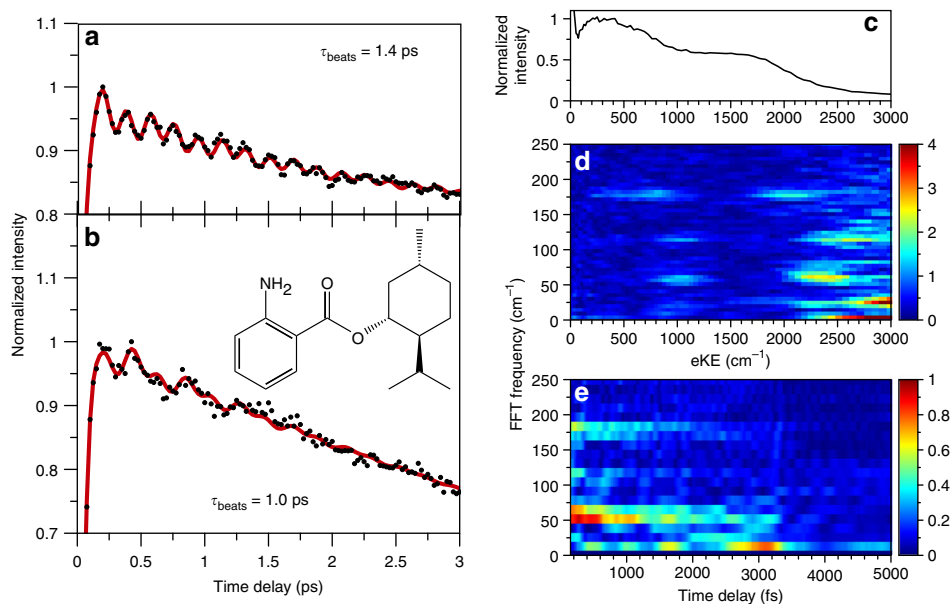 a
τbeats = 1.4 ps
1.1
1
0.9
0.8
b
NH2
O
O
1.1
1
0.9
0.8
0.7
τbeats = 1.0 ps
0 0.5 1 1.5 2 2.5 3
Time delay (ps)
Normalized intensity
c
Normalized intensity
1
0.5
0
0 500 1000 1500 2000 2500 3000
d
250
200
150
100
50
0
0 500 1000 1500 2000 2500 3000
eKE (cm−1)
4
3
2
1
0
FFT frequency (cm−1)
e
250
200
150
100
50
0
1000 2000 3000 4000 5000
Time delay (fs)
1
0.8
0.6
0.4
0.2
0